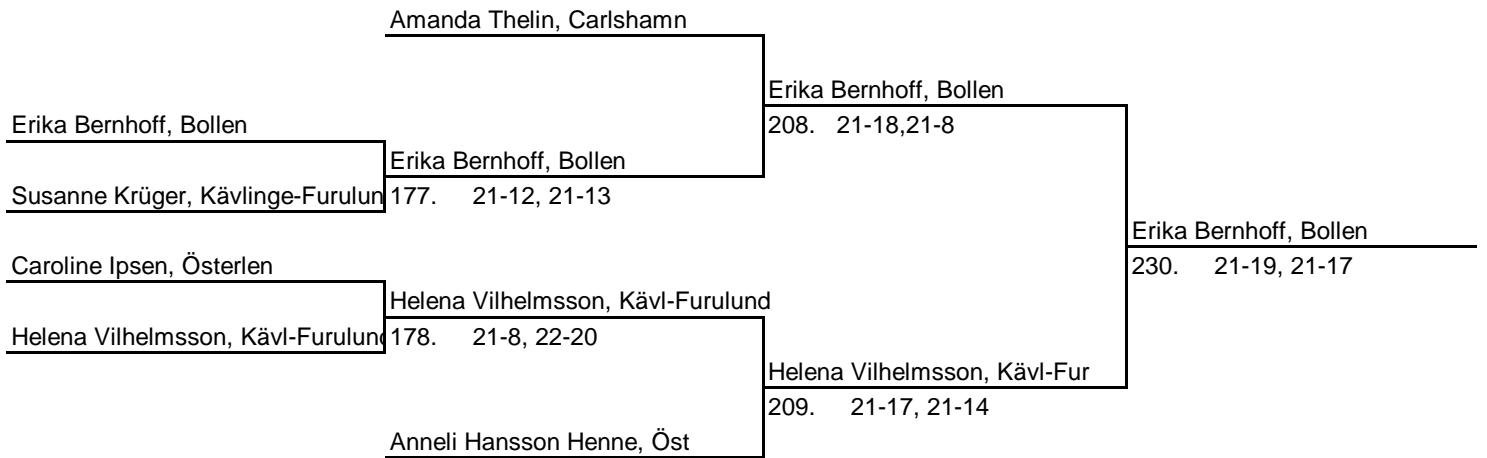 Amanda Thelin, Carlshamn
Erika Bernhoff, Bollen
Erika Bernhoff, Bollen
208. 21-18,21-8
Erika Bernhoff, Bollen
Susanne Krüger, Kävlinge-Furulun
177. 21-12, 21-13
Erika Bernhoff, Bollen
Caroline Ipsen, Österlen
230. 21-19, 21-17
Helena Vilhelmsson, Kävl-Furulund
Helena Vilhelmsson, Kävl-Furulund
178. 21-8, 22-20
Helena Vilhelmsson, Kävl-Fur
209. 21-17, 21-14
Anneli Hansson Henne, Öst